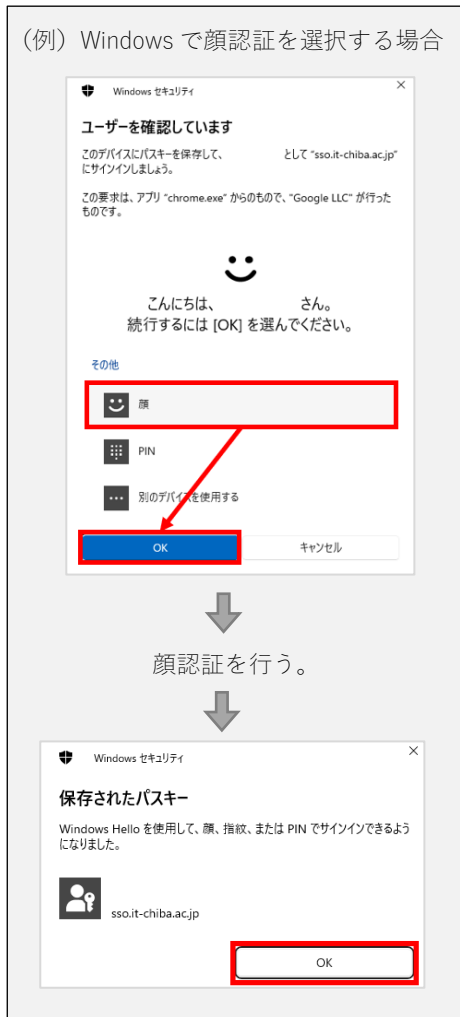 （例）Windows で顔認証を選択する場合
Windows セキュリティ
ユーザーを確認しています
このデバイスにパスキーを保存して、 として "sso.it-chiba.ac.jp"
にサインインしましょう。
この要求は、アプリ "chrome.exe" からのもので、"Google LLC" が行った
ものです。
こんにちは、 さん。
続行するには [OK] を選んでください。
その他
顔
PIN
別のデバイスを使用する
OK キャンセル
顔認証を行う。
Windows セキュリティ
保存されたパスキー
Windows Hello を使用して、顔、指紋、または PIN でサインインできるよう
になりました。
sso.it-chiba.ac.jp
OK